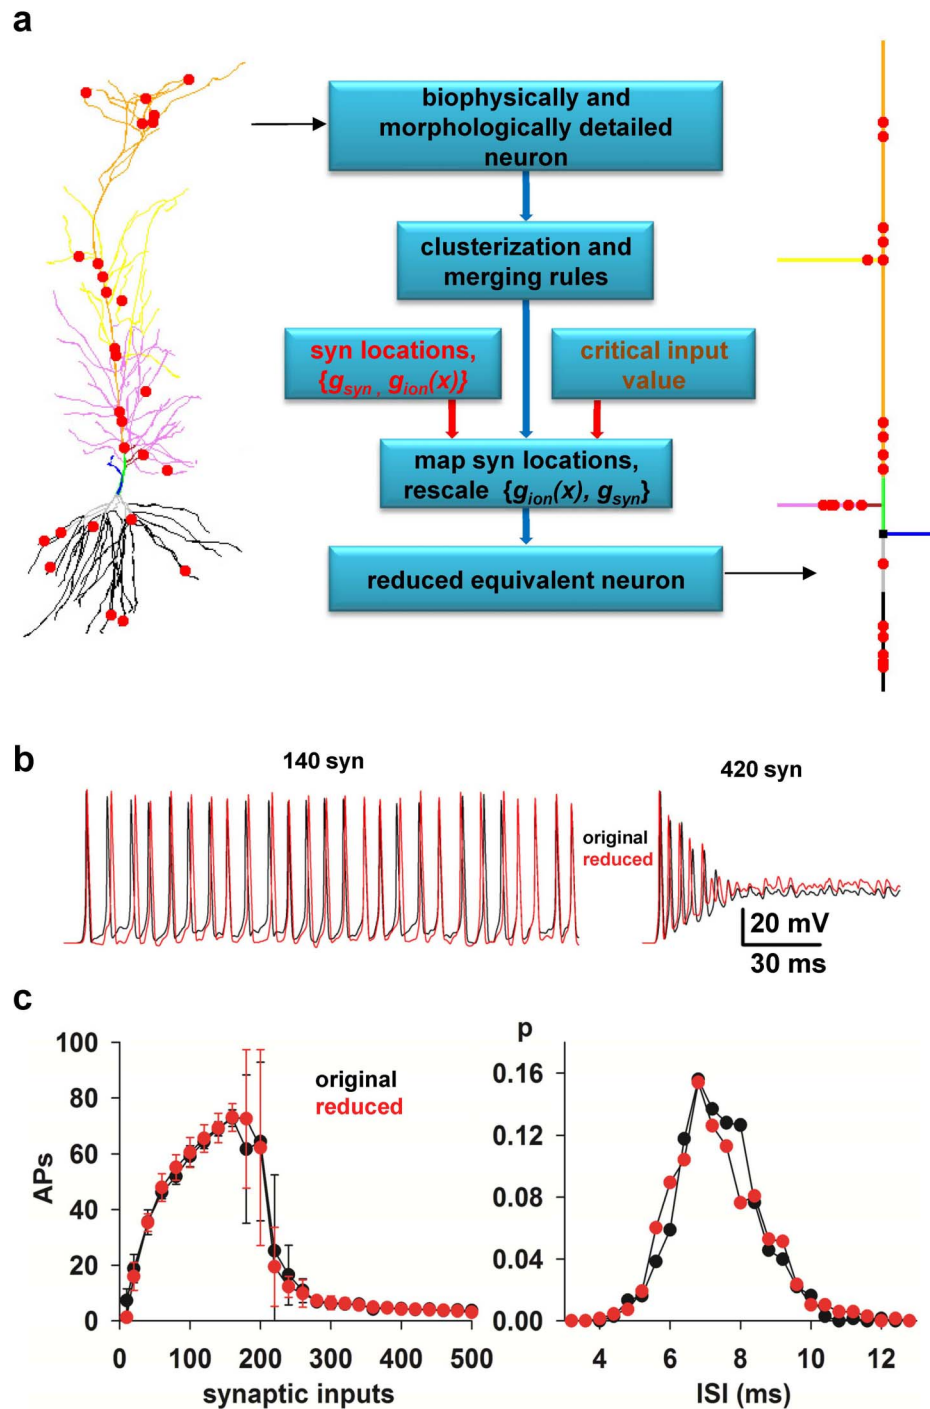 a
biophysically and
morphologically detailed
neuron
clusterization and
merging rules
syn locations,
{gsyn , gion(x)}
critical input
value
map syn locations,
rescale {gion(x), gsyn}
reduced equivalent neuron
b
140 syn
420 syn
original
reduced
20 mV
30 ms
c
100
80
60
40
20
0
APs
original
reduced
0
100
200
300
400
500
synaptic inputs
p
0.16
0.12
0.08
0.04
0.00
4
6
8
10
12
ISI (ms)